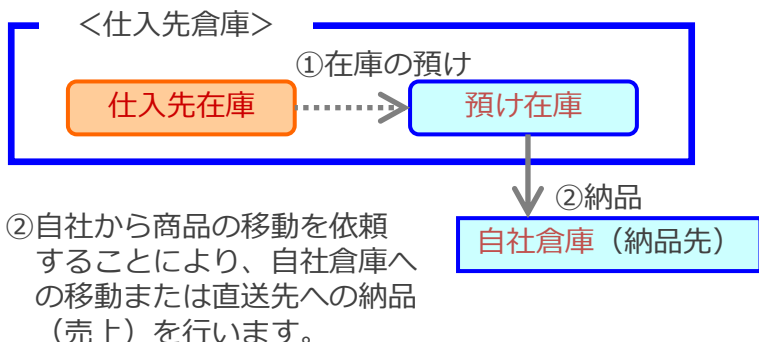 ＜仕入先倉庫＞
①在庫の預け
仕入先在庫
預け在庫
②納品
自社倉庫（納品先）
②自社から商品の移動を依頼
することにより、自社倉庫へ
の移動または直送先への納品
（売上）を行います。